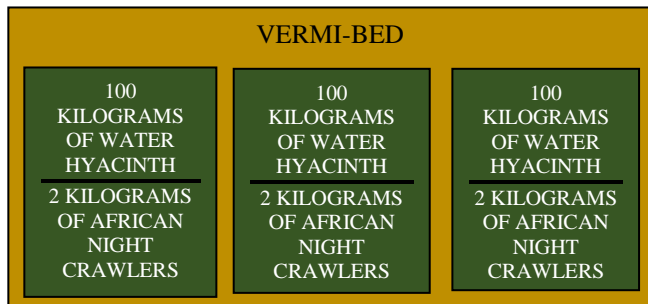 VERMI-BED
100
KILOGRAMS
OF WATER
HYACINTH
2 KILOGRAMS
OF AFRICAN
NIGHT
CRAWLERS
100
KILOGRAMS
OF WATER
HYACINTH
2 KILOGRAMS
OF AFRICAN
NIGHT
CRAWLERS
100
KILOGRAMS
OF WATER
HYACINTH
2 KILOGRAMS
OF AFRICAN
NIGHT
CRAWLERS